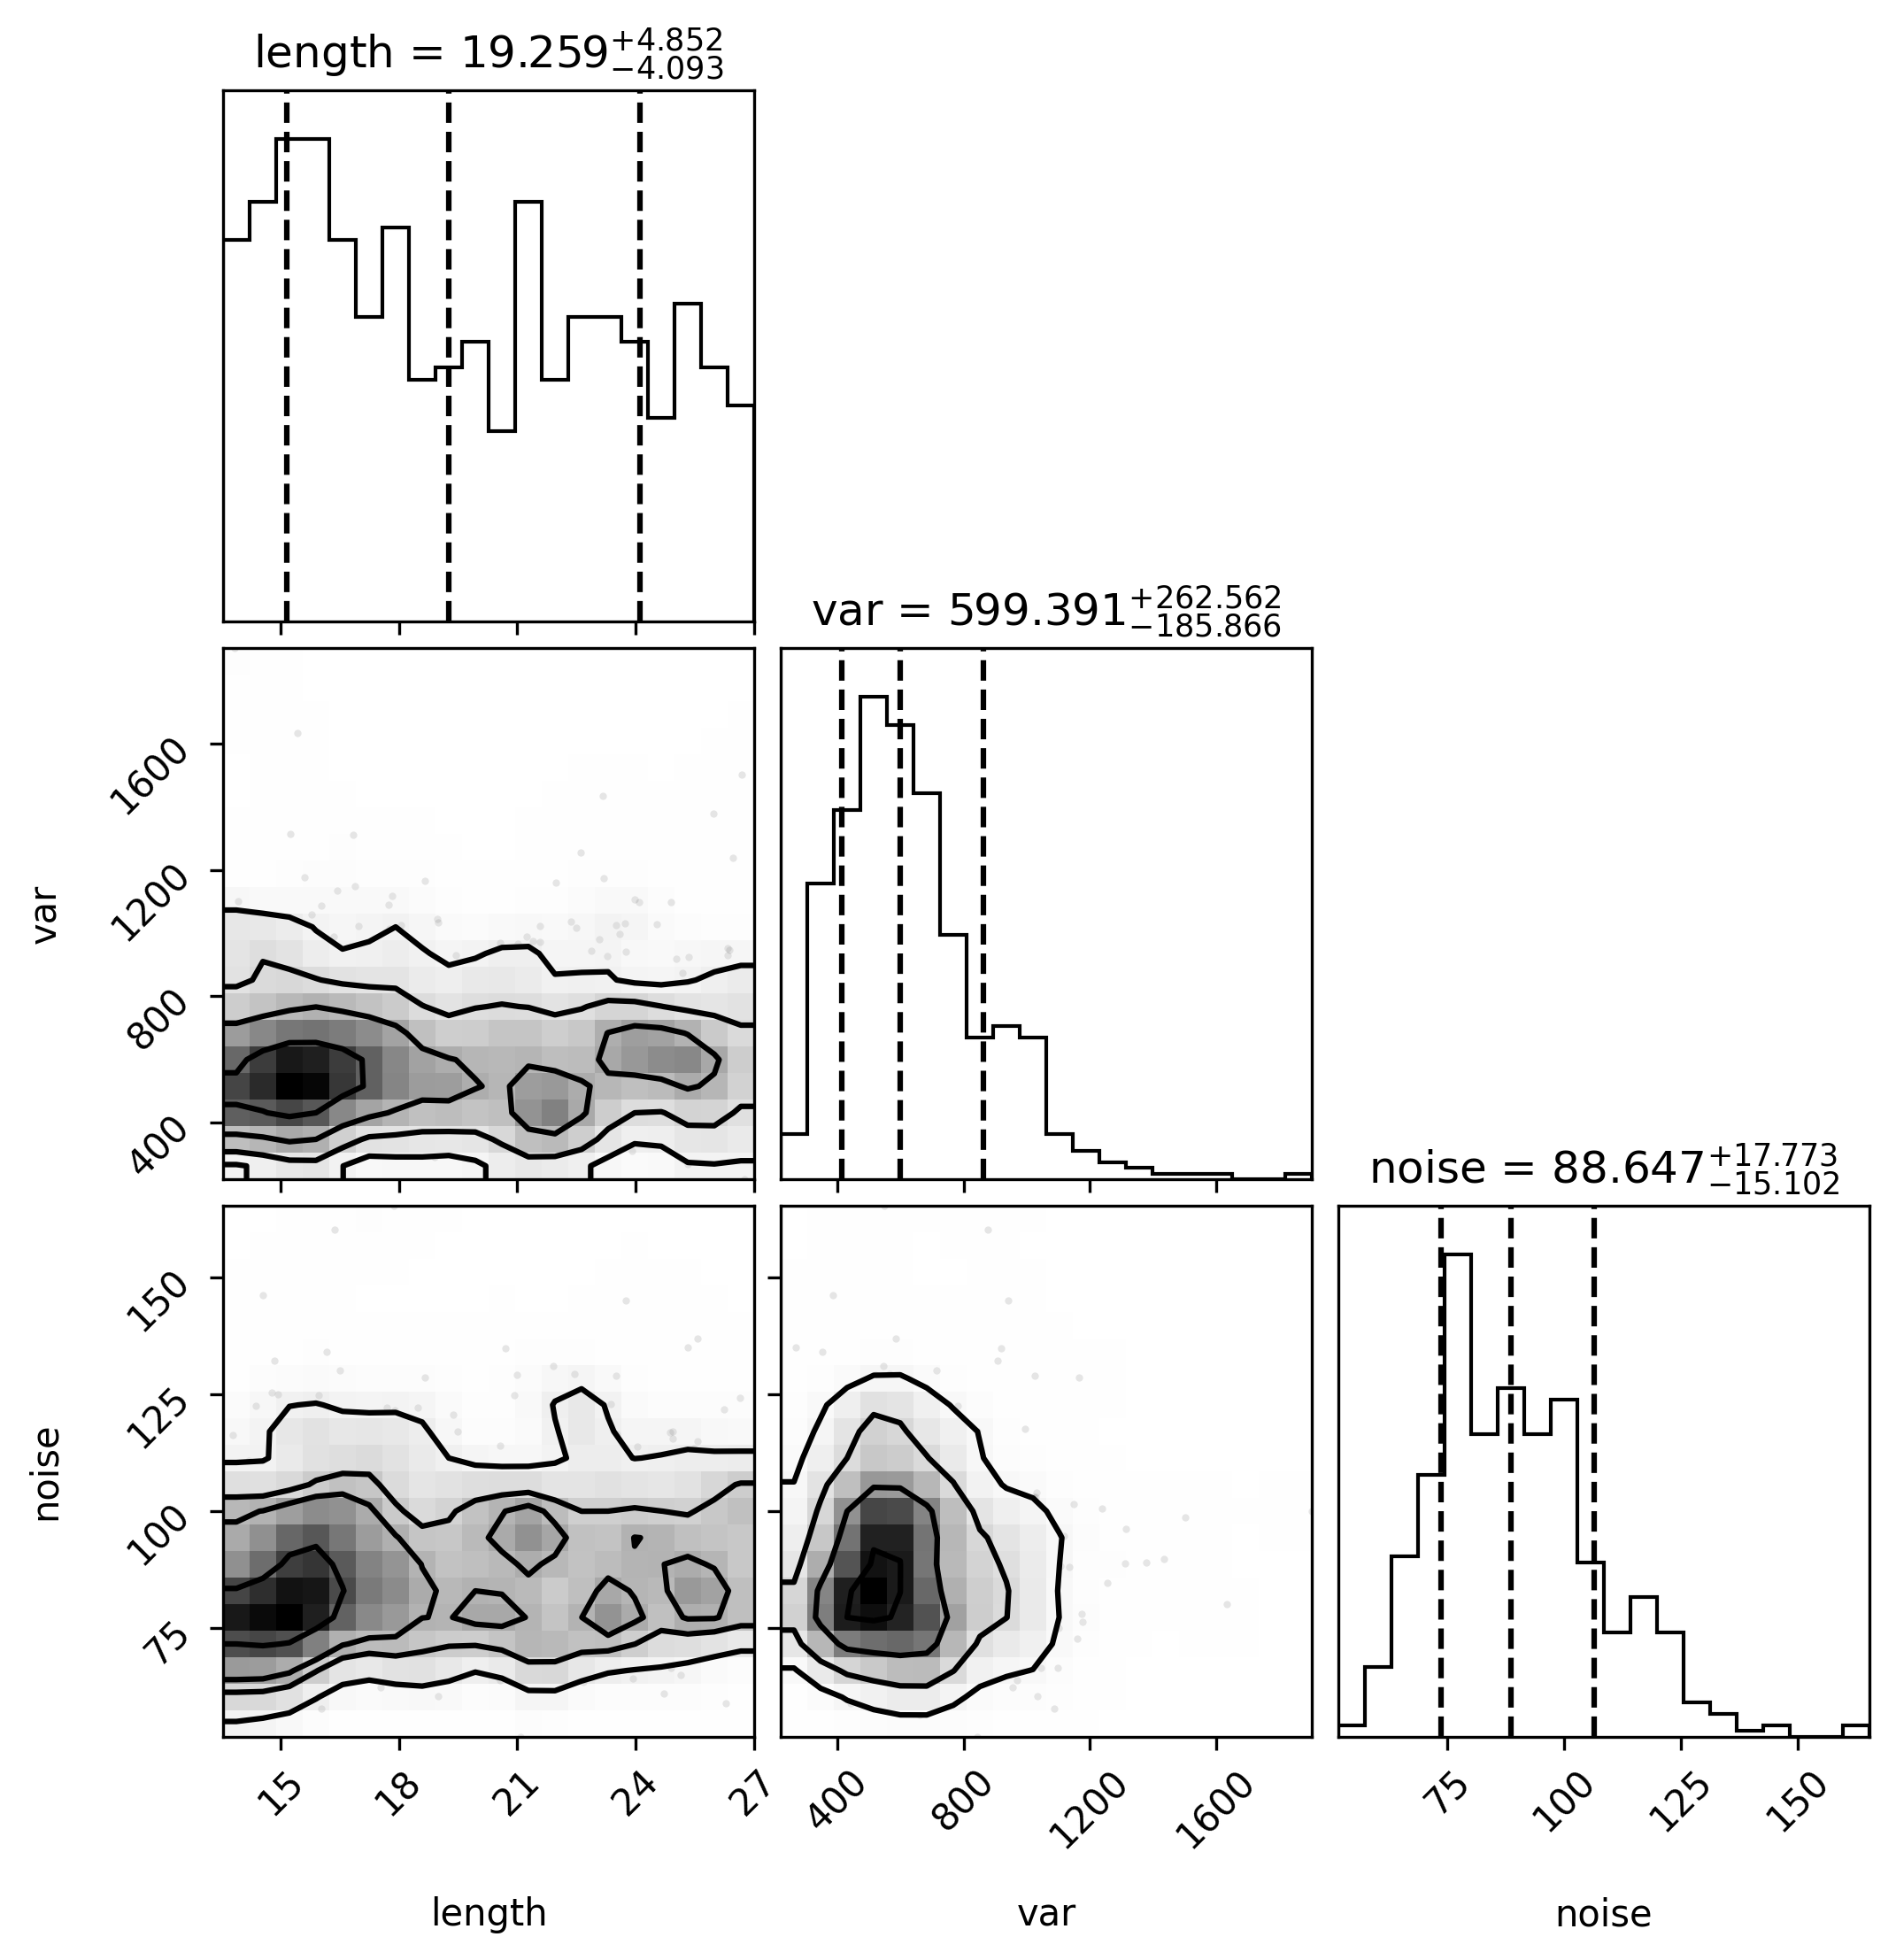 length = 19.259+4.852 −4.093
var = 599.391+262.562 −185.866
1600
1200
800
400
var
noise = 88.647+17.773 −15.102
150
125
100
75
noise
15 18 21 24 27 400 800 1200 1600 75 100 125 150
length var noise